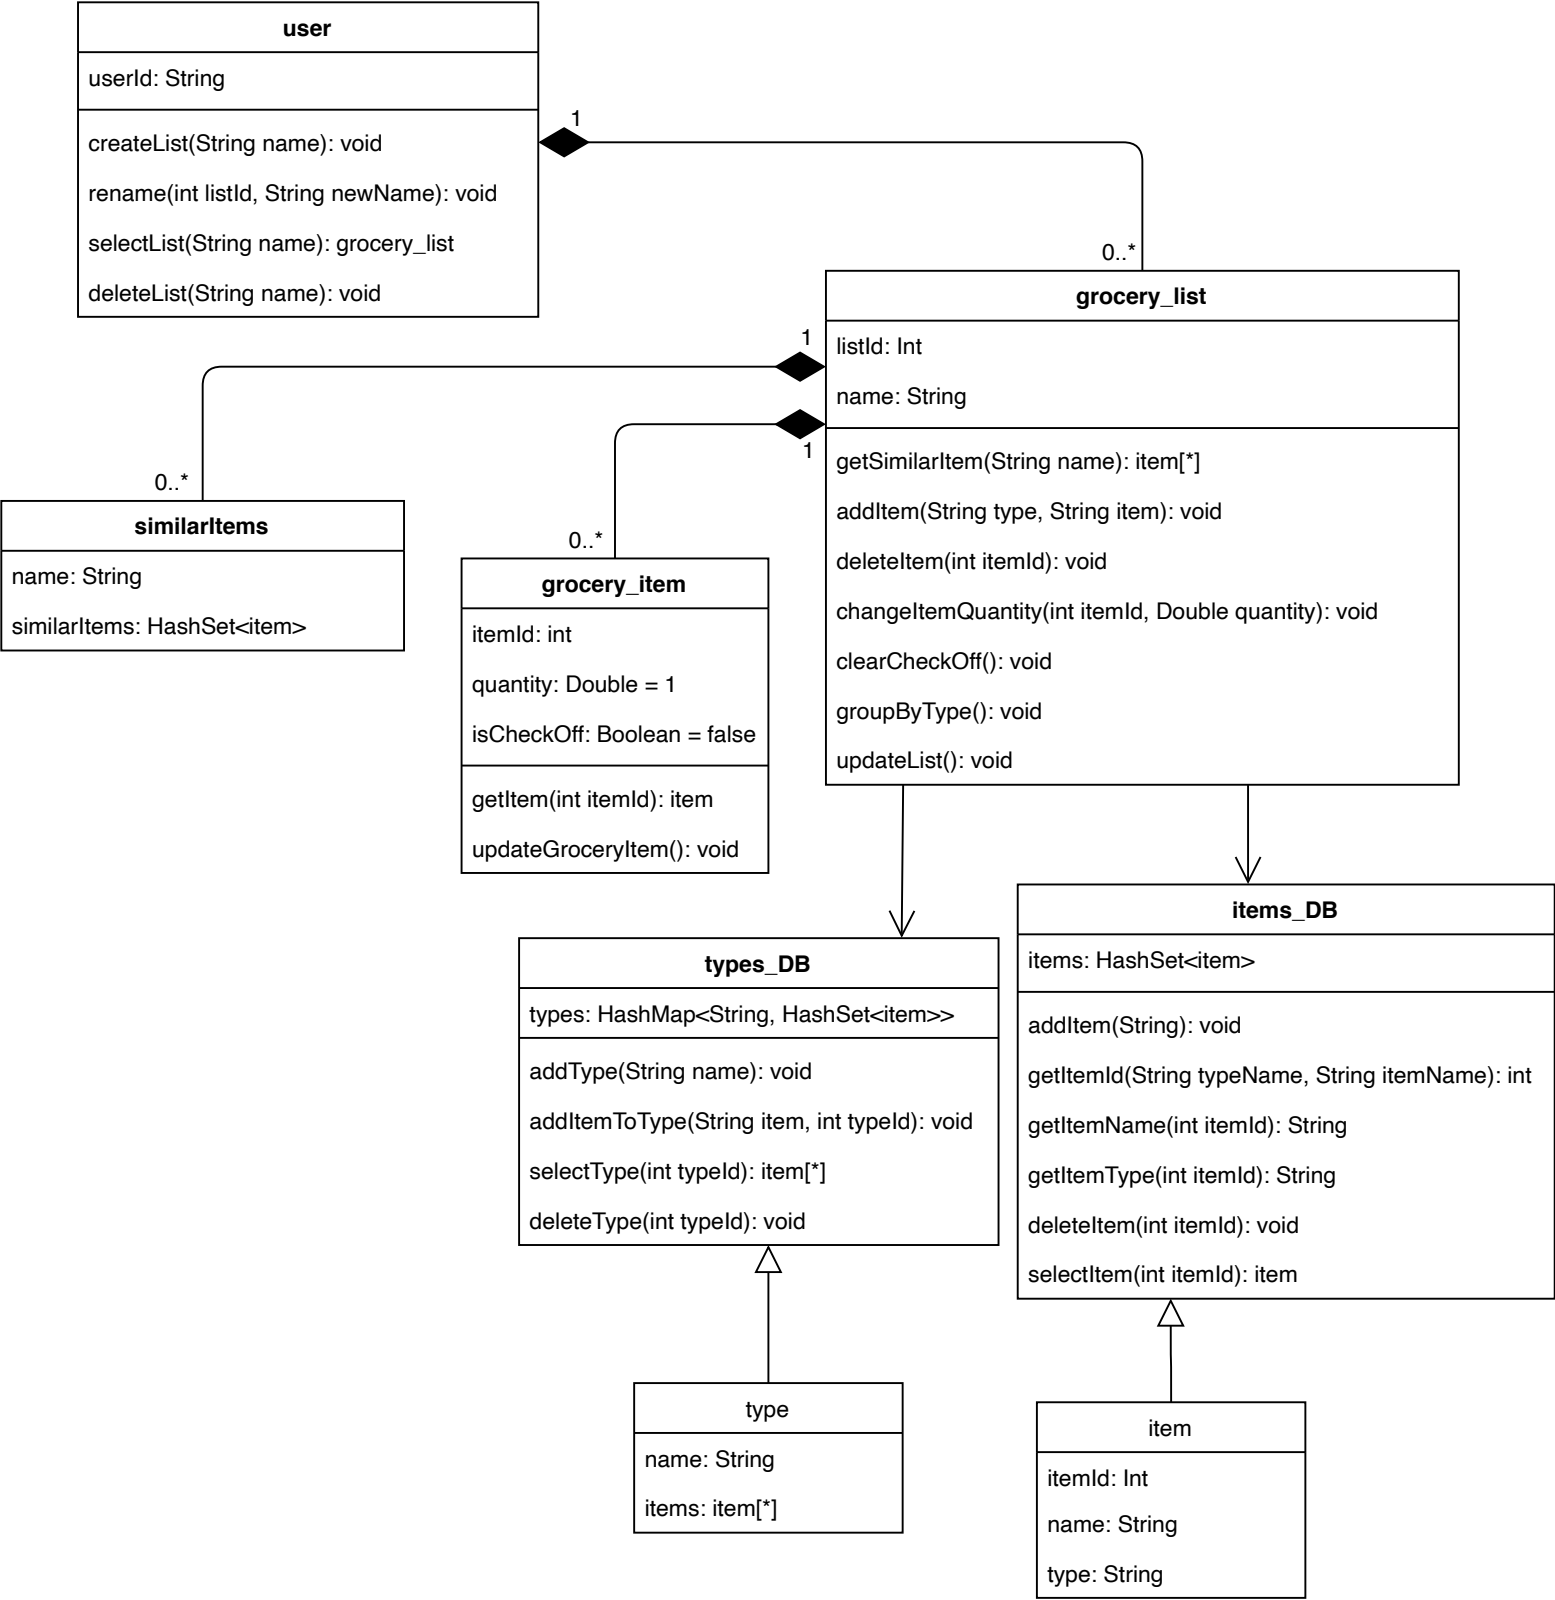 user
userId: String
createList(String name): void
rename(int listId, String newName): void
selectList(String name): grocery_list
deleteList(String name): void
1
0..*
grocery_list
listId: Int
name: String
getSimilarItem(String name): item[*]
addItem(String type, String item): void
deleteItem(int itemId): void
changeItemQuantity(int itemId, Double quantity): void
clearCheckOff(): void
groupByType(): void
updateList(): void
1
0..*
similarItems
name: String
similarItems: HashSet<item>
1
0..*
grocery_item
itemId: int
quantity: Double = 1
isCheckOff: Boolean = false
getItem(int itemId): item
updateGroceryItem(): void
types_DB
types: HashMap<String, HashSet<item>>
addType(String name): void
addItemToType(String item, int typeId): void
selectType(int typeId): item[*]
deleteType(int typeId): void
items_DB
items: HashSet<item>
addItem(String): void
getItemId(String typeName, String itemName): int
getItemName(int itemId): String
getItemType(int itemId): String
deleteItem(int itemId): void
selectItem(int itemId): item
type
name: String
items: item[*]
item
itemId: Int
name: String
type: String